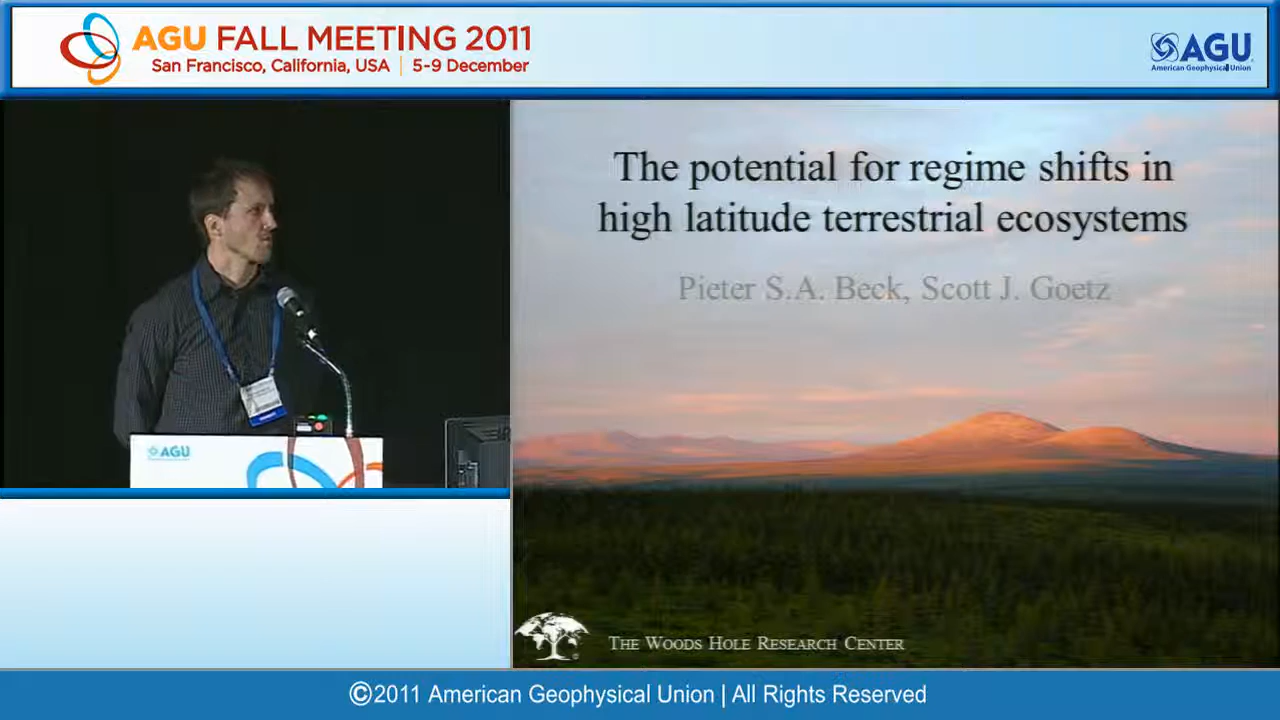 AGU FALL MEETING 2011
San Francisco, California, USA | 5-9 December
AGU
American Geophysical Union
The potential for regime shifts in
high latitude terrestrial ecosystems
Pieter S.A. Beck, Scott J. Goetz
AGU
THE WOODS HOLE RESEARCH CENTER
©2011 American Geophysical Union | All Rights Reserved